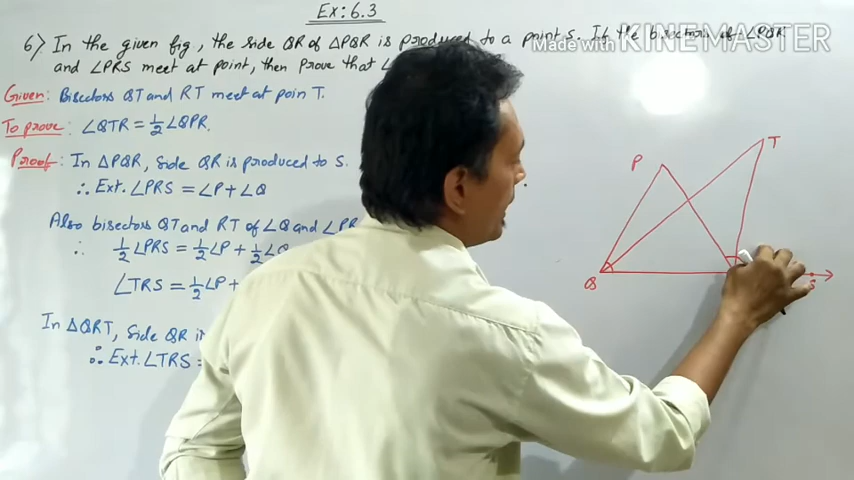 Ex: 6.3
Made with KINEMASTER
6) In the given fig, the side QR of ΔPQR is produced to a point S. If the bisectors of ∠PQR
and ∠PRS meet at point, then prove that
Given: Bisectors QT and RT meet at poin T.
To prove: ∠QTR = 1/2 ∠QPR.
Proof: In ΔPQR, side QR is produced to S.
∴ Ext. ∠PRS = ∠P + ∠Q
Also bisectors QT and RT of ∠Q and ∠PR
∴ 1/2 ∠PRS = 1/2 ∠P + 1/2 ∠Q
∠TRS = 1/2 ∠P +
In ΔQRT, Side QR i
∴ Ext. ∠TRS =
T
P
Q
S